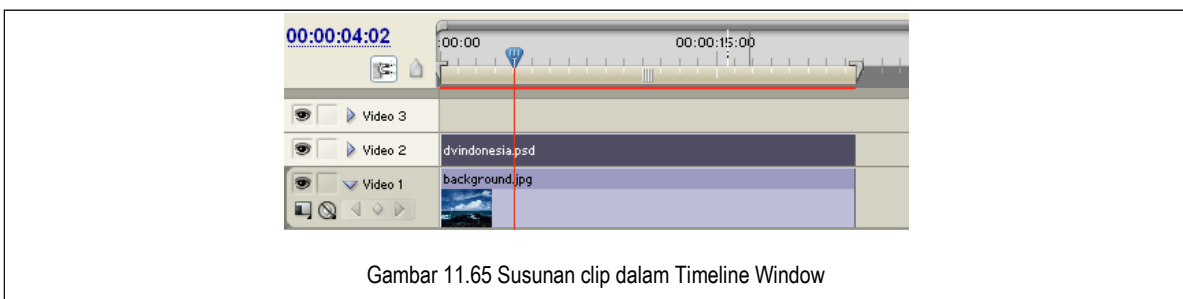 00:00:04:02
:00:00 00:00:15:00
Video 3
Video 2 dvindonesia.psd
Video 1 background.jpg
Gambar 11.65 Susunan clip dalam Timeline Window